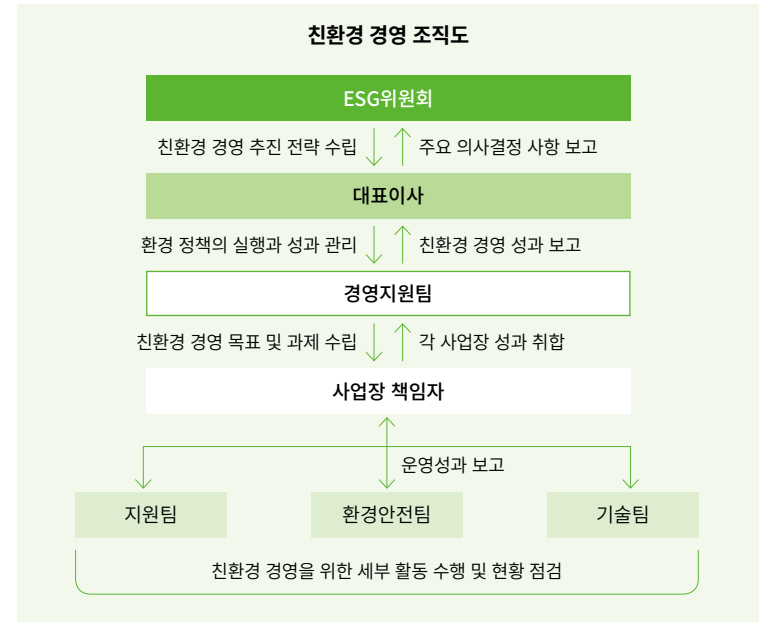 친환경 경영 조직도
ESG위원회
친환경 경영 추진 전략 수립
주요 의사결정 사항 보고
대표이사
환경 정책의 실행과 성과 관리
친환경 경영 성과 보고
경영지원팀
친환경 경영 목표 및 과제 수립
각 사업장 성과 취합
사업장 책임자
운영성과 보고
지원팀
환경안전팀
기술팀
친환경 경영을 위한 세부 활동 수행 및 현황 점검